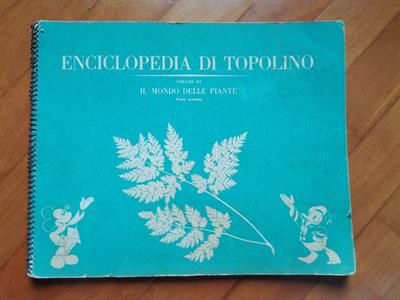 ENCICLOPEDIA DI TOPOLINO
VOLUME III
IL MONDO DELLE PIANTE
Parte seconda